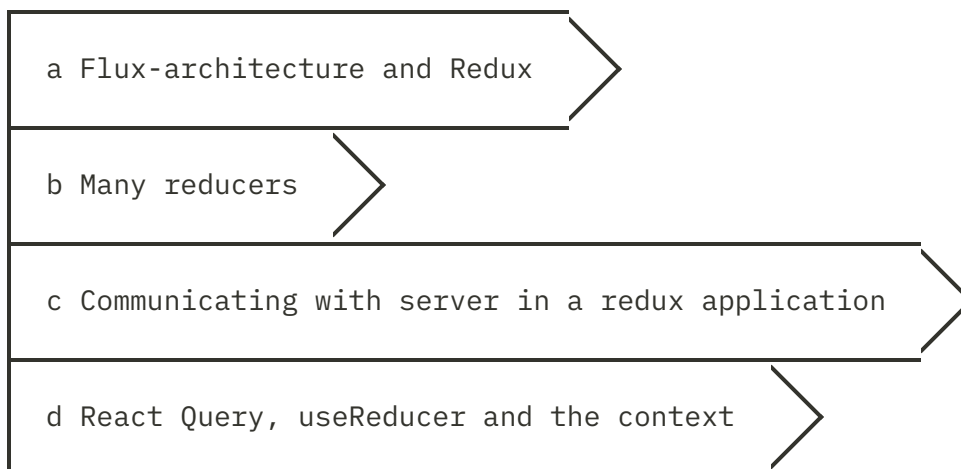 a Flux-architecture and Redux
b Many reducers
c Communicating with server in a redux application
d React Query, useReducer and the context